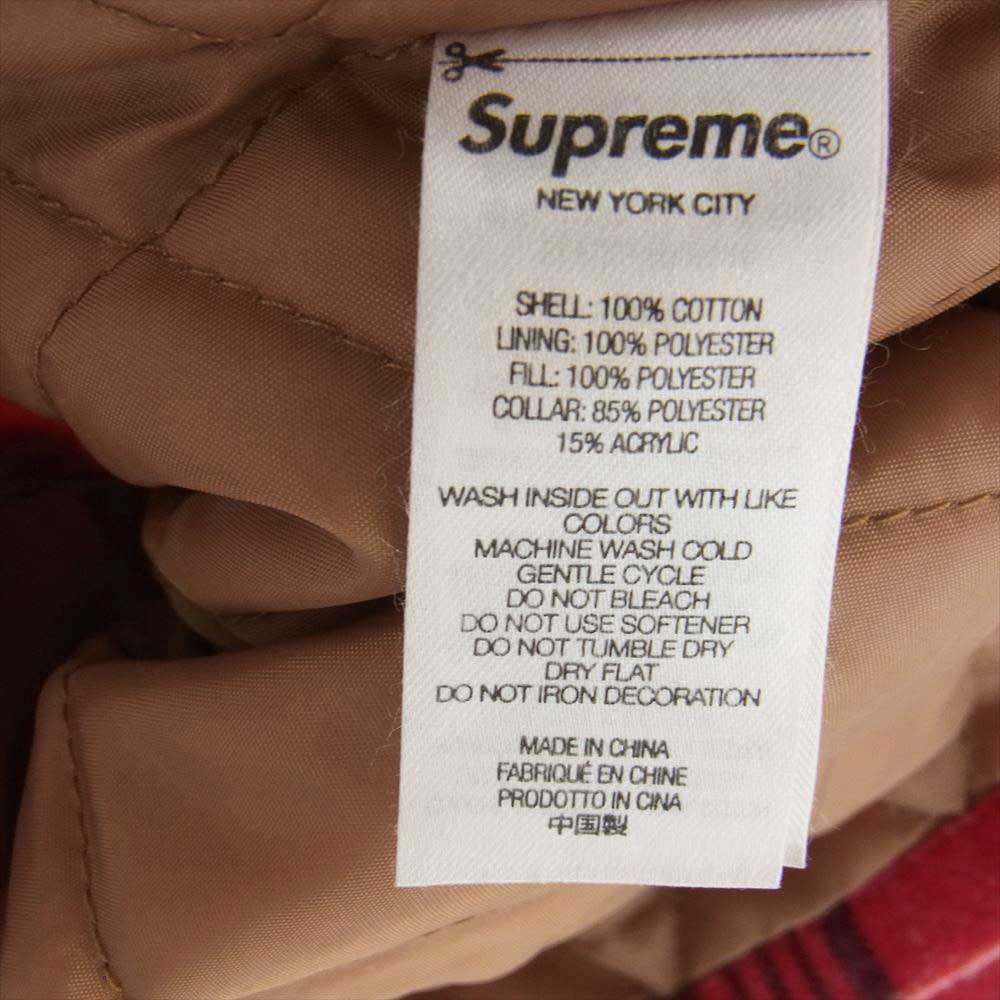 Supreme®
NEW YORK CITY
SHELL: 100% COTTON
LINING: 100% POLYESTER
FILL: 100% POLYESTER
COLLAR: 85% POLYESTER
15% ACRYLIC
WASH INSIDE OUT WITH LIKE
COLORS
MACHINE WASH COLD
GENTLE CYCLE
DO NOT BLEACH
DO NOT USE SOFTENER
DO NOT TUMBLE DRY
DRY FLAT
DO NOT IRON DECORATION
MADE IN CHINA
FABRIQUÉ EN CHINE
PRODOTTO IN CINA
中国製